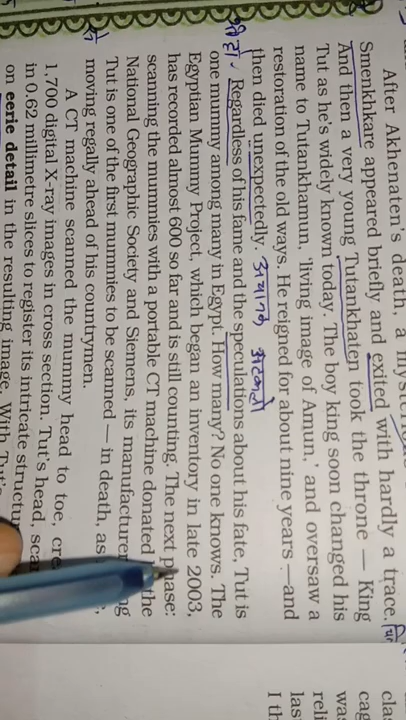 After Akhenaten's death, a
Smenkhkare appeared briefly and exited with hardly a trace.
And then a very young Tutankhaten took the throne — King
Tut as he's widely known today. The boy king soon changed his
name to Tutankhamun, 'living image of Amun,' and oversaw a
restoration of the old ways. He reigned for about nine years — and
then died unexpectedly. अचानक
Regardless of his fame and the speculations about his fate, Tut is
one mummy among many in Egypt. How many? No one knows. The
Egyptian Mummy Project, which began an inventory in late 2003,
has recorded almost 600 so far and is still counting. The next phase:
scanning the mummies with a portable CT machine donated the
National Geographic Society and Siemens, its manufacturer
Tut is one of the first mummies to be scanned — in death, as
moving regally ahead of his countrymen.
A CT machine scanned the mummy head to toe,
1,700 digital X-ray images in cross section. Tut's head,
in 0.62 millimetre slices to register its intricate
on eerie detail in the resulting image. With